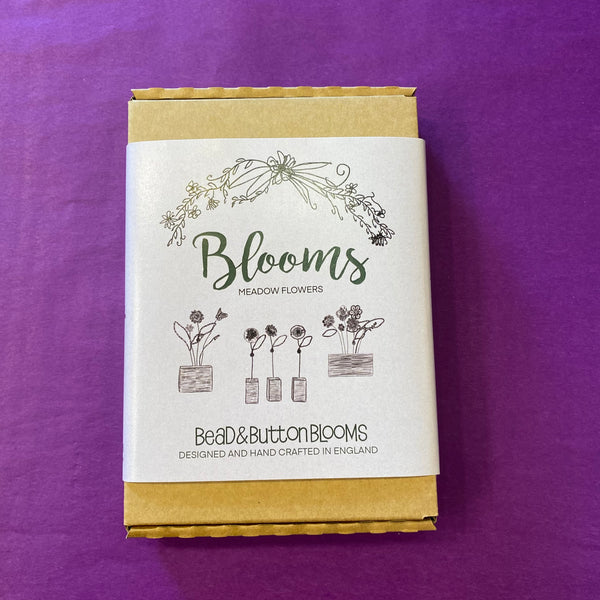 Blooms
MEADOW FLOWERS
BeaD&ButtonBLOOMS
DESIGNED AND HAND CRAFTED IN ENGLAND